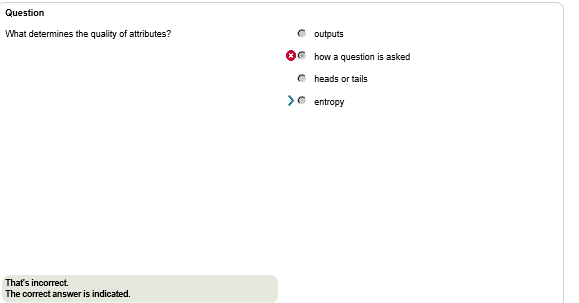 Question
What determines the quality of attributes?
outputs
how a question is asked
heads or tails
entropy
That's incorrect.
The correct answer is indicated.